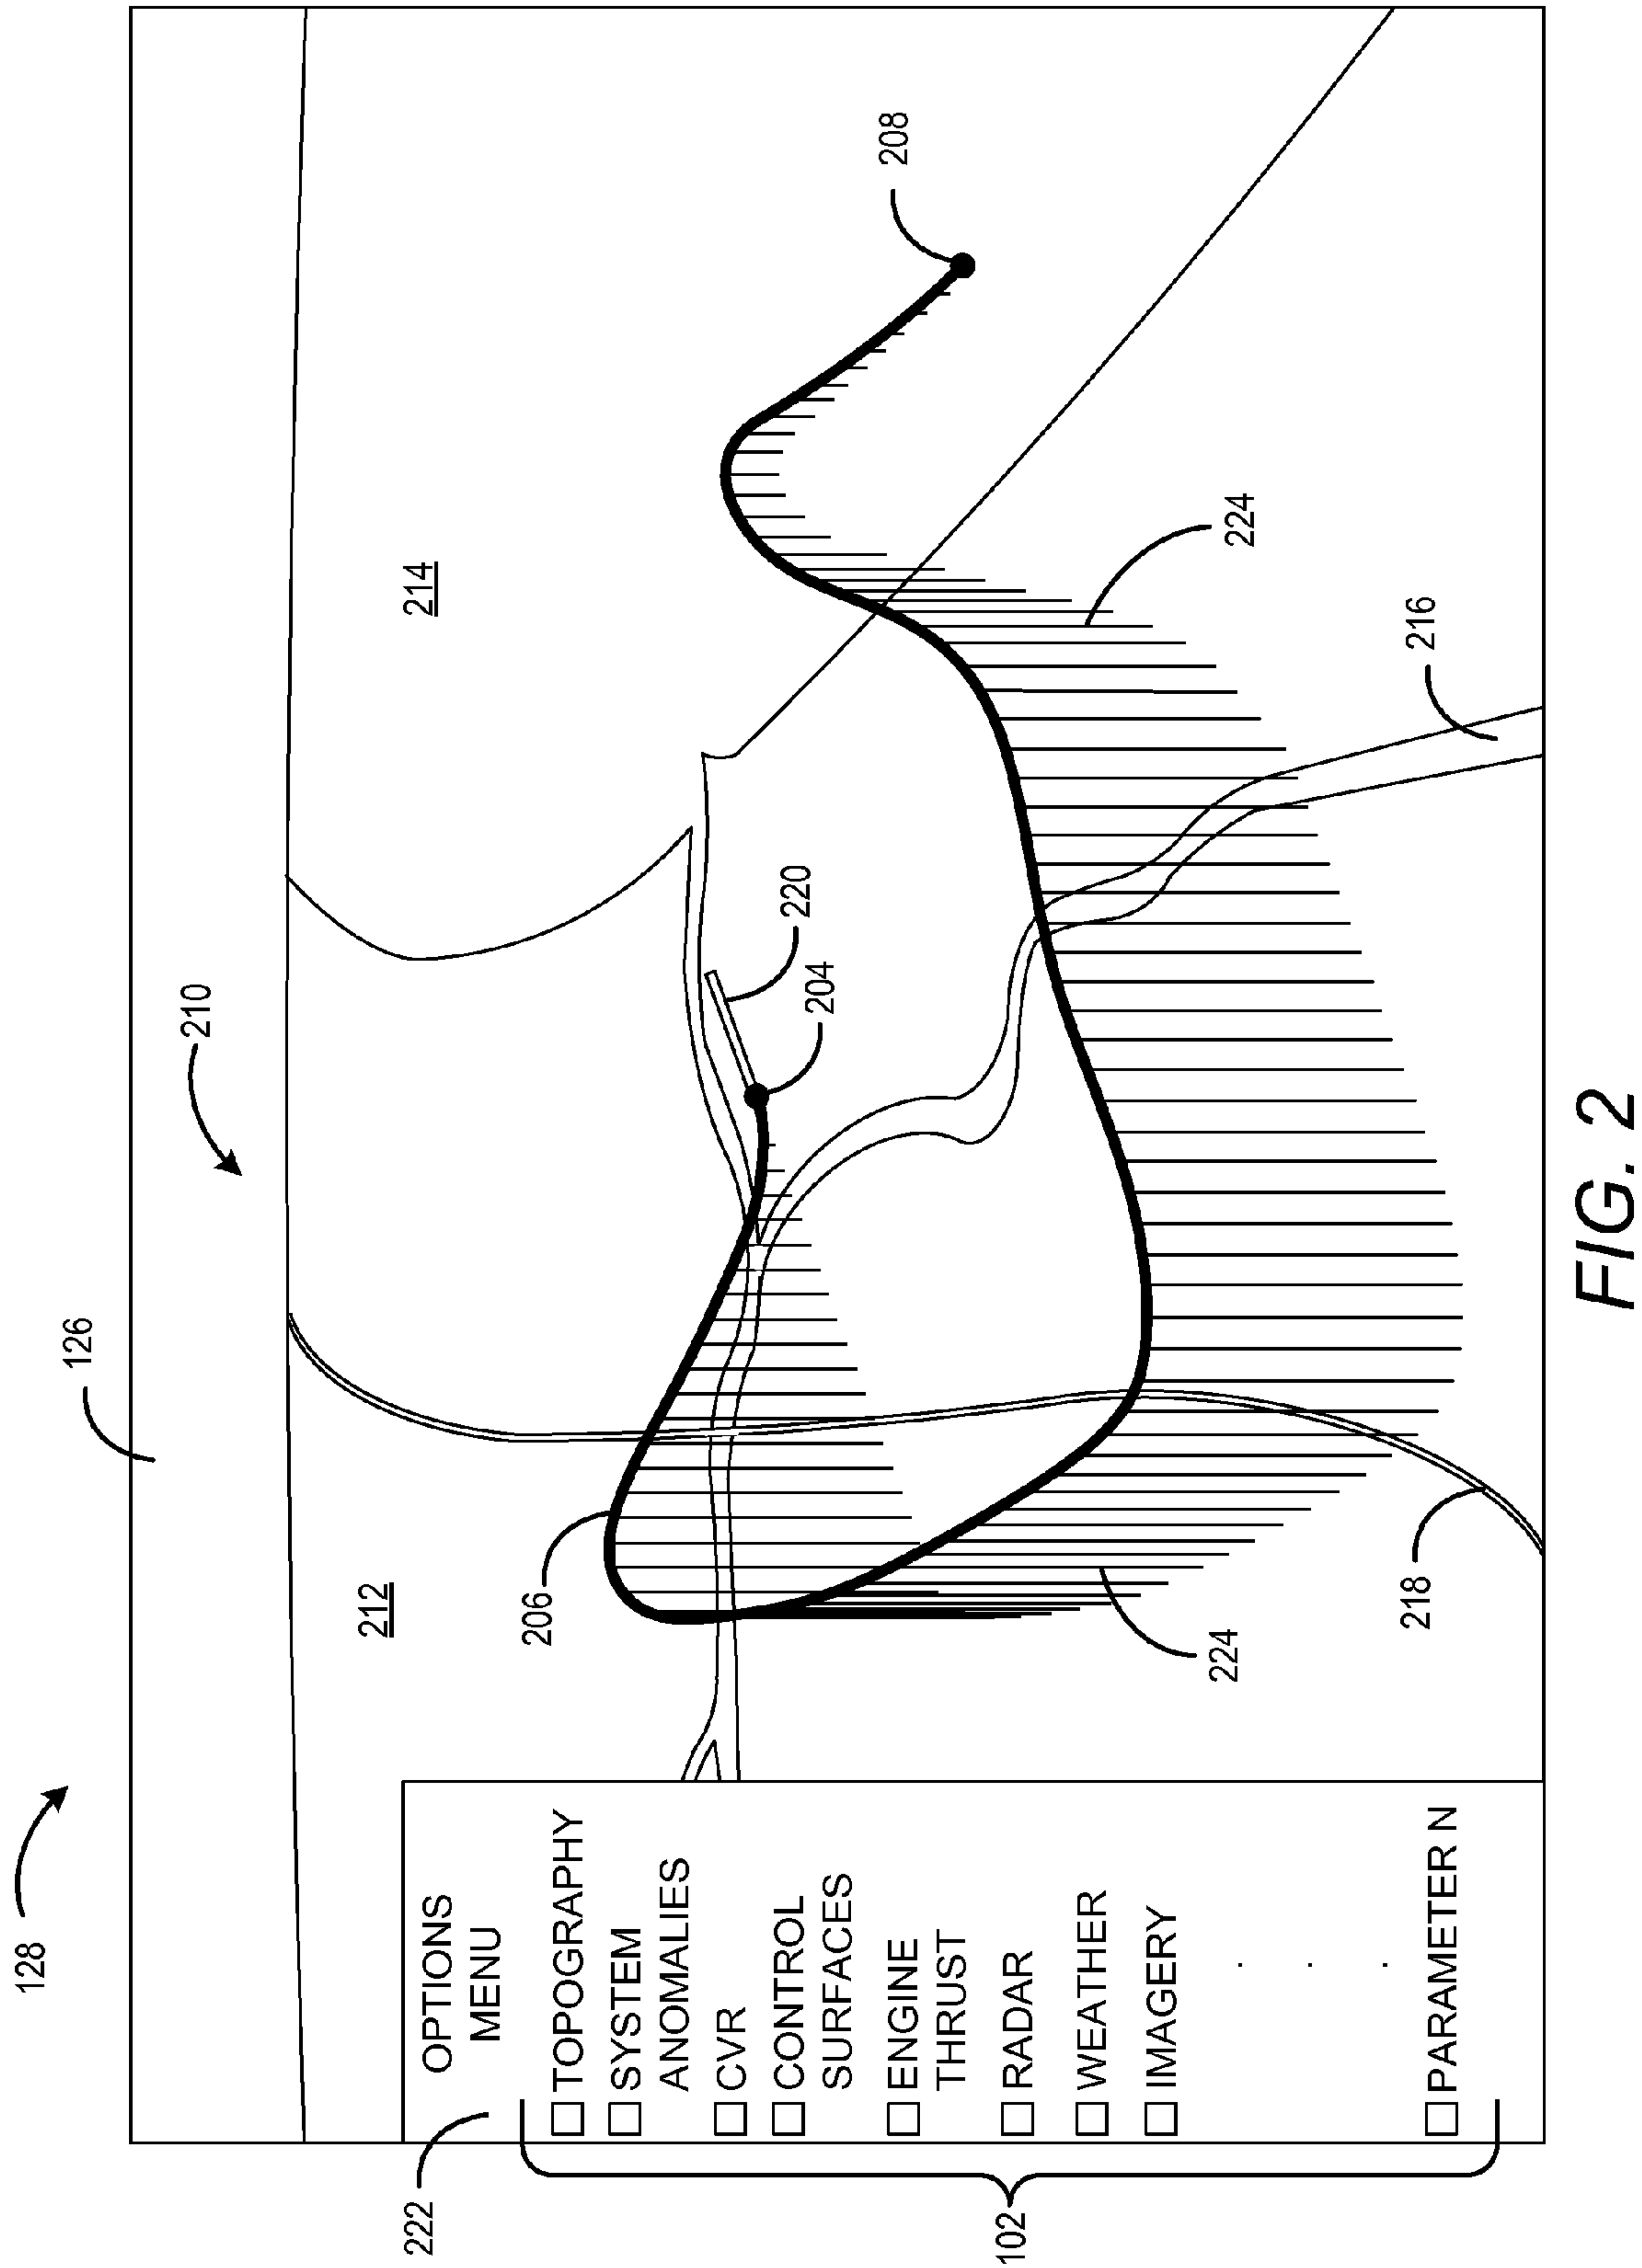 128
126
210
212
214
206
208
220
204
224
224
216
218
222
OPTIONS
MENU
TOPOGRAPHY
SYSTEM
ANOMALIES
CVR
CONTROL
SURFACES
ENGINE
THRUST
RADAR
WEATHER
IMAGERY
.
.
.
PARAMETER N
102
FIG. 2